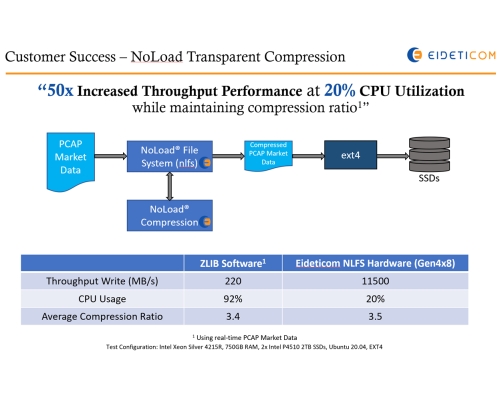 Customer Success – NoLoad Transparent Compression
EIDETICOM
“50x Increased Throughput Performance at 20% CPU Utilization
while maintaining compression ratio¹”
PCAP
Market
Data
NoLoad® File
System (nlfs)
Compressed
PCAP Market
Data
ext4
SSDs
NoLoad®
Compression
ZLIB Software¹ Eideticom NLFS Hardware (Gen4x8)
Throughput Write (MB/s) 220 11500
CPU Usage 92% 20%
Average Compression Ratio 3.4 3.5
¹ Using real-time PCAP Market Data
Test Configuration: Intel Xeon Silver 4215R, 750GB RAM, 2x Intel P4510 2TB SSDs, Ubuntu 20.04, EXT4